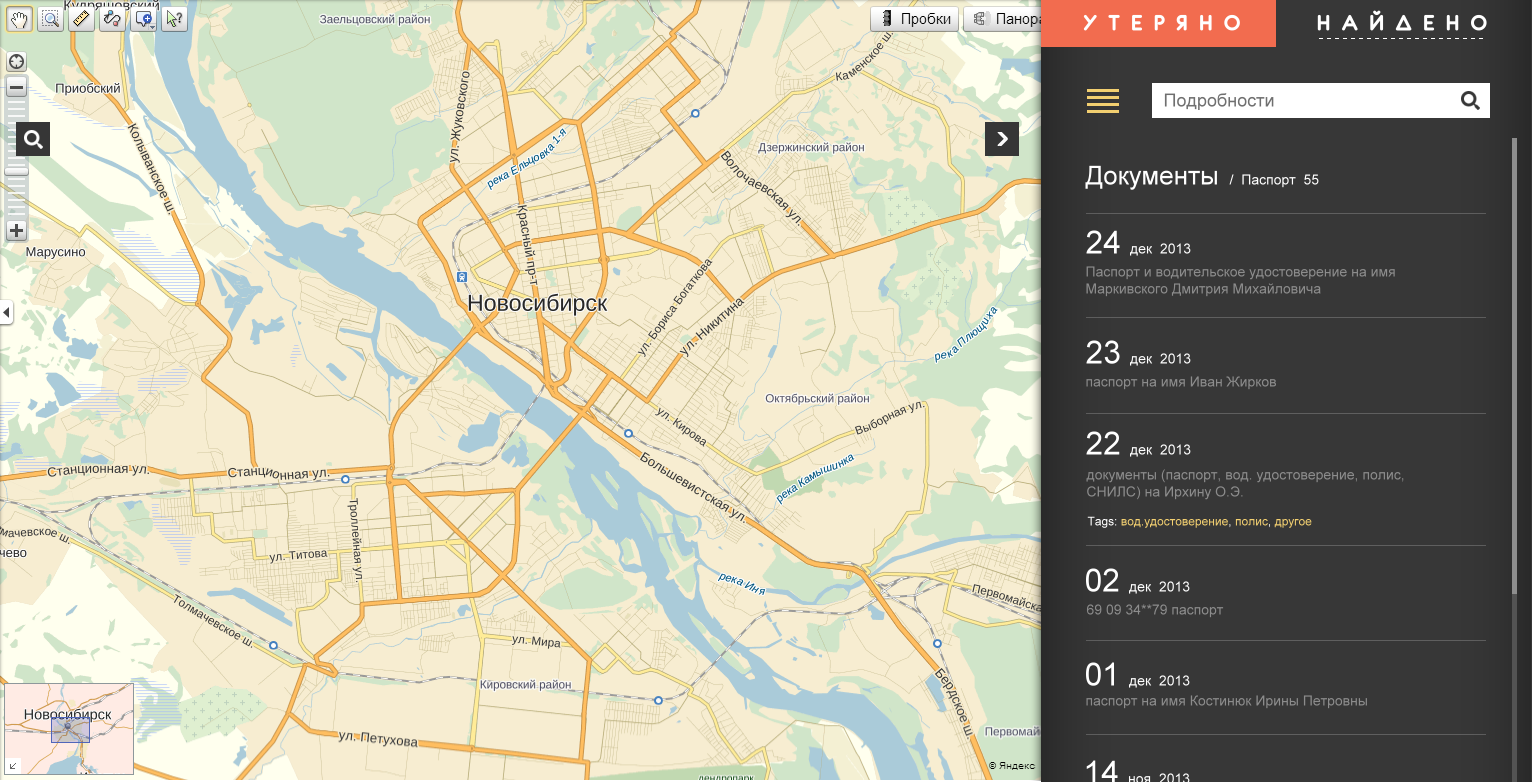 Кудряшовский
Заельцовский район
Пробки
Панора
Каменское ш.
Приобский
ул. Жуковского
Колыванское ш.
река Ельцовка 1-я
Дзержинский район
Волочаевская ул.
Красный пр-т
Марусино
ул. Бориса Богаткова
Новосибирск
ул. Никитина
река Плющиха
Октябрьский район
Выборная ул.
ул. Кирова
Станционная ул.
Станционная ул.
Большевистская ул.
река Камышинка
Троллейная ул.
мачевское ш.
чево
ул. Титова
река Иня
Первомайска
Толмачевское ш.
ул. Мира
Кировский район
Бердское ш.
Новосибирск
ул. Петухова
Первомай
© Яндекс
дендропарк
УТЕРЯНО
НАЙДЕНО
Подробности
Документы / Паспорт 55
24 дек 2013
Паспорт и водительское удостоверение на имя
Маркивского Дмитрия Михайловича
23 дек 2013
паспорт на имя Иван Жирков
22 дек 2013
документы (паспорт, вод. удостоверение, полис,
СНИЛС) на Ирхину О.Э.
Tags: вод.удостоверение, полис, другое
02 дек 2013
69 09 34**79 паспорт
01 дек 2013
паспорт на имя Костинюк Ирины Петровны
14 ноя 2013